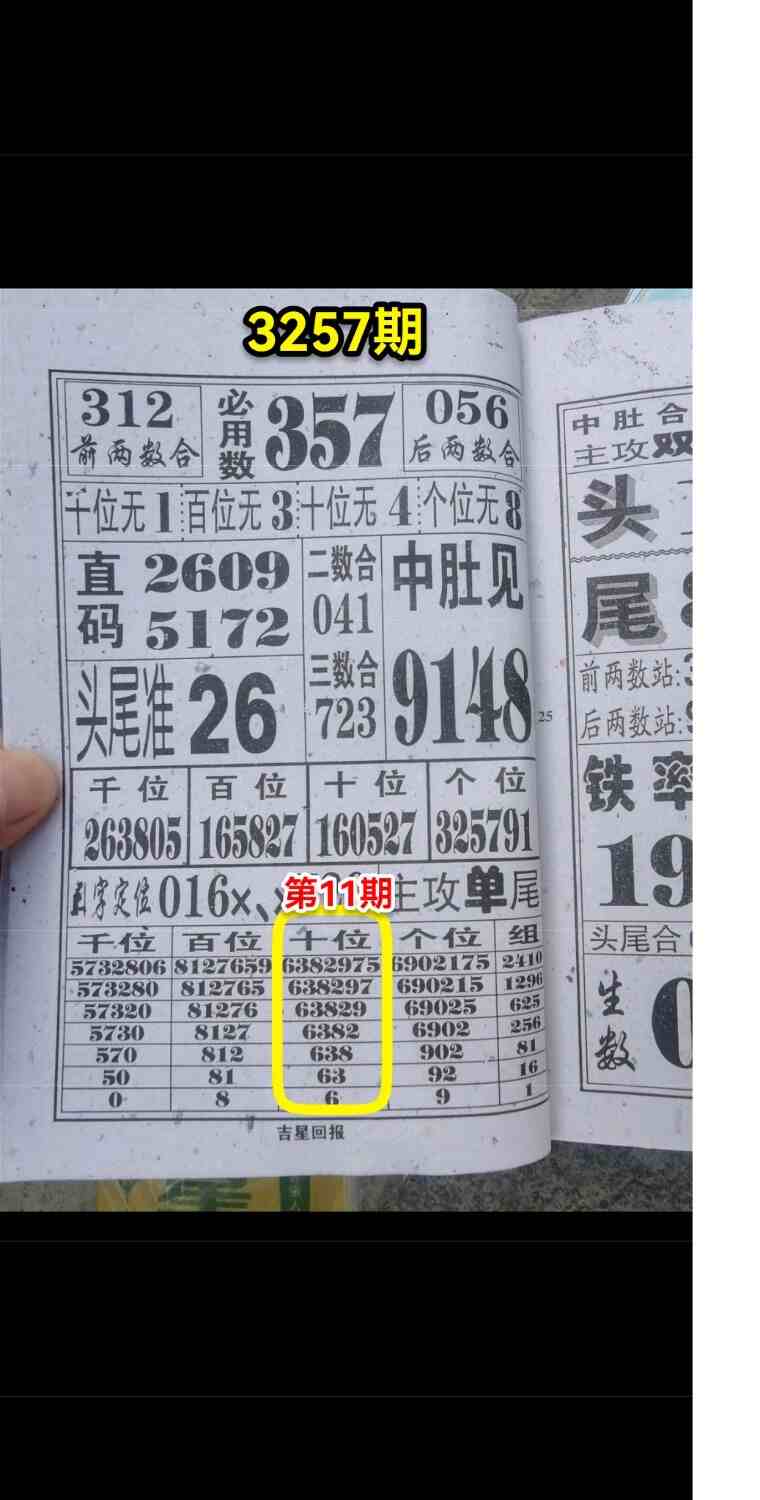 3257期
312 必用数 357 056
前两数合 后两数合
千位无1 百位无3 十位无4 个位无8
直码 2609 5172
二数合 041
中肚见 9148
头尾准 26
三数合 723
千位 百位 十位 个位
263805 165827 160527 325791
字定位 016x、
第11期
主攻单尾
千位 百位 十位 个位 组
5732806 8127659 6382975 6902175 2410
573280 812765 638297 690215 1296
57320 81276 63829 69025 625
5730 8127 6382 6902 256
570 812 638 902 81
50 81 63 92 16
0 8 6 9 1
吉星回报
25
中肚合
主攻双
头
尾
前两数站:
后两数站:
铁率
19
头尾合
生数